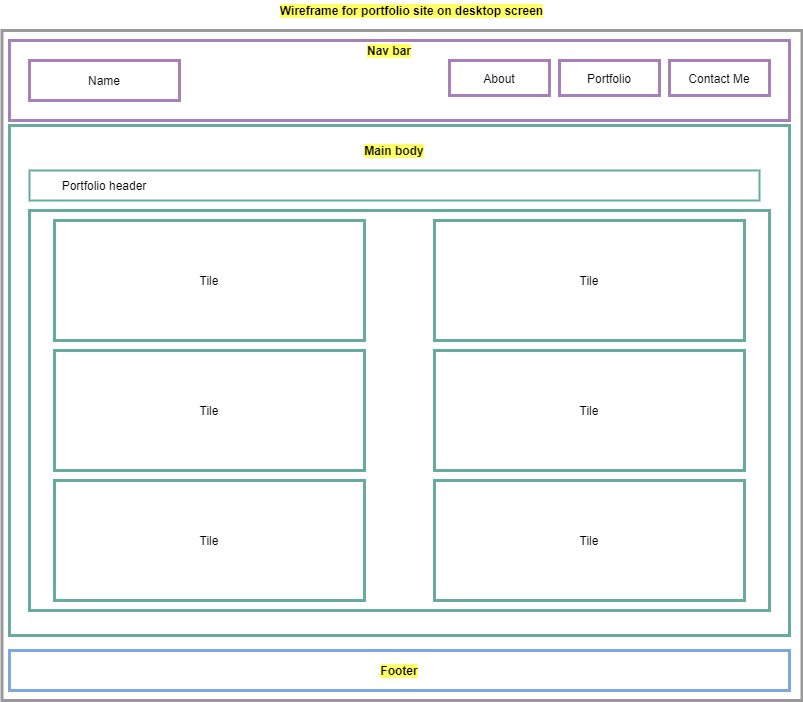 Wireframe for portfolio site on desktop screen
Nav bar
Name
About
Portfolio
Contact Me
Main body
Portfolio header
Tile
Tile
Tile
Tile
Tile
Tile
Footer